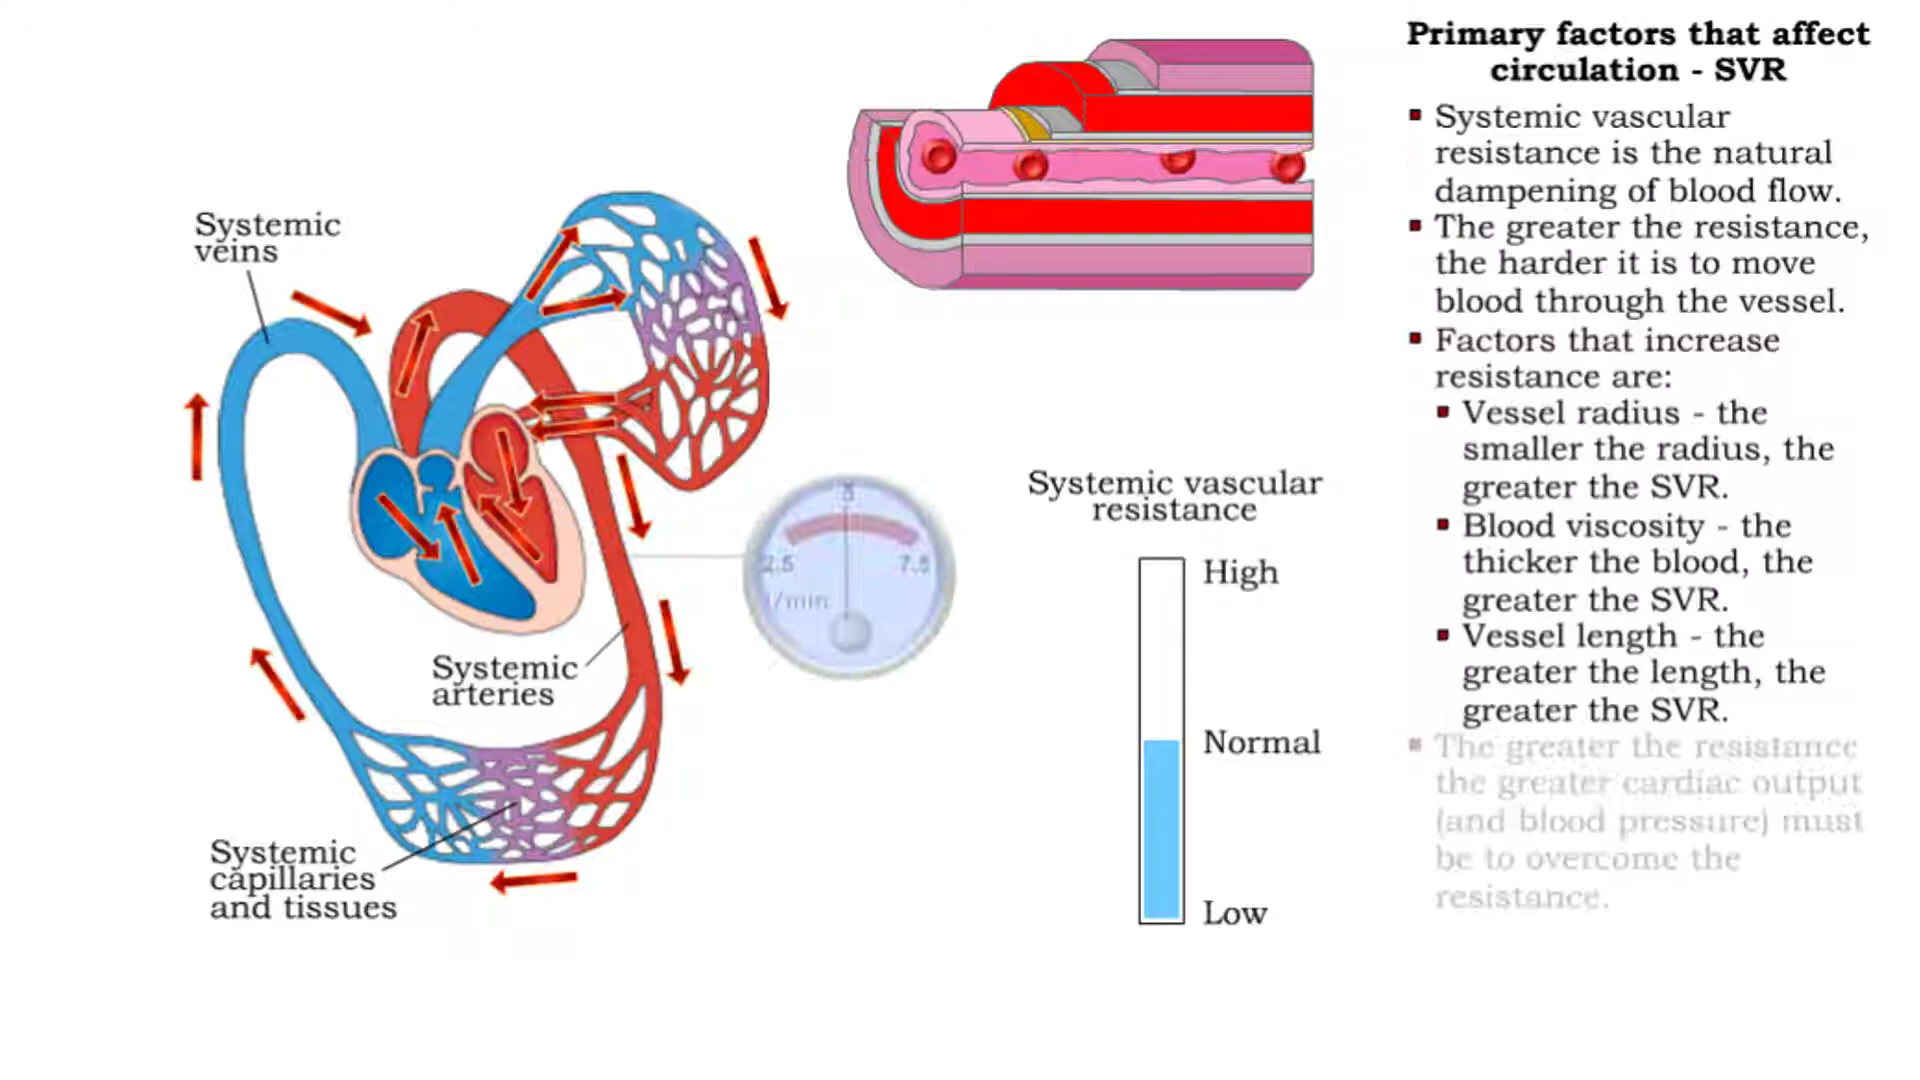 Primary factors that affect
circulation - SVR
▪ Systemic vascular
resistance is the natural
dampening of blood flow.
▪ The greater the resistance,
the harder it is to move
blood through the vessel.
▪ Factors that increase
resistance are:
▪ Vessel radius - the
smaller the radius, the
greater the SVR.
▪ Blood viscosity - the
thicker the blood, the
greater the SVR.
▪ Vessel length - the
greater the length, the
greater the SVR.
▪ The greater the resistance
the greater cardiac output
(and blood pressure) must
be to overcome the
resistance.
Systemic
veins
Systemic
arteries
Systemic
capillaries
and tissues
5
2.5
7.5
l/min
Systemic vascular
resistance
High
Normal
Low